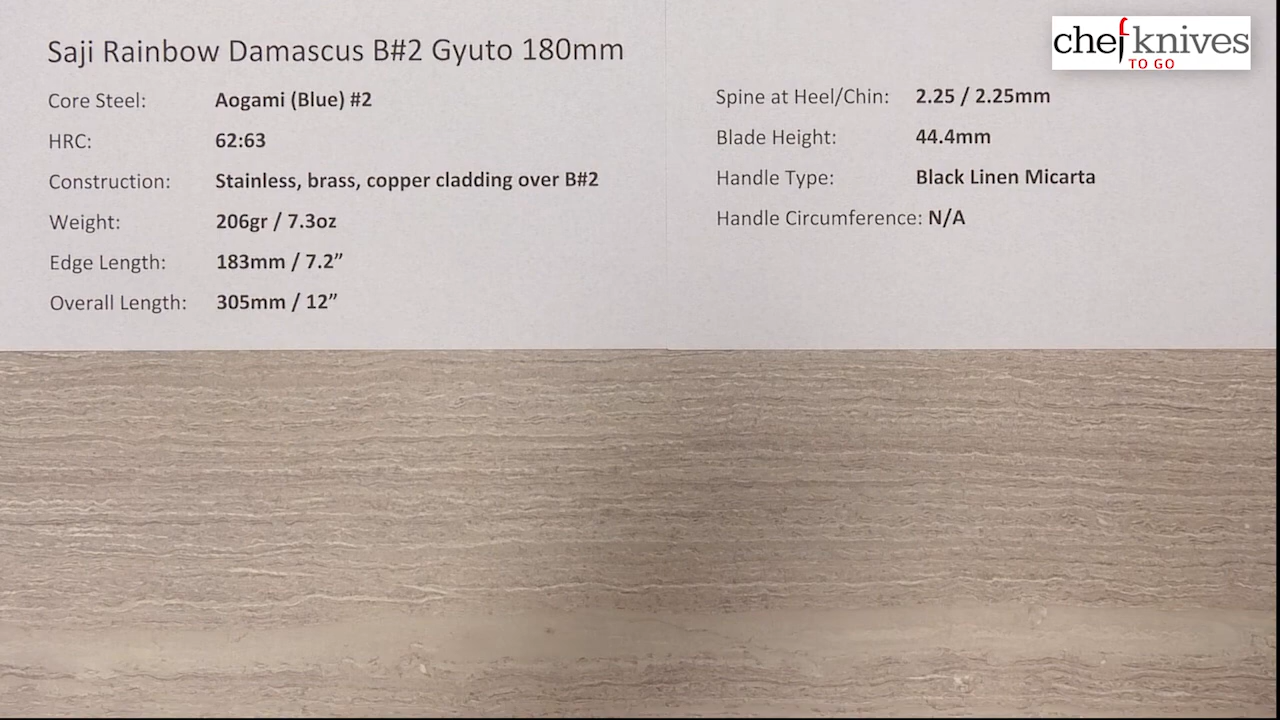 Saji Rainbow Damascus B#2 Gyuto 180mm
Core Steel: Aogami (Blue) #2
HRC: 62:63
Construction: Stainless, brass, copper cladding over B#2
Weight: 206gr / 7.3oz
Edge Length: 183mm / 7.2”
Overall Length: 305mm / 12”
Spine at Heel/Chin: 2.25 / 2.25mm
Blade Height: 44.4mm
Handle Type: Black Linen Micarta
Handle Circumference: N/A
chefknives
TO GO